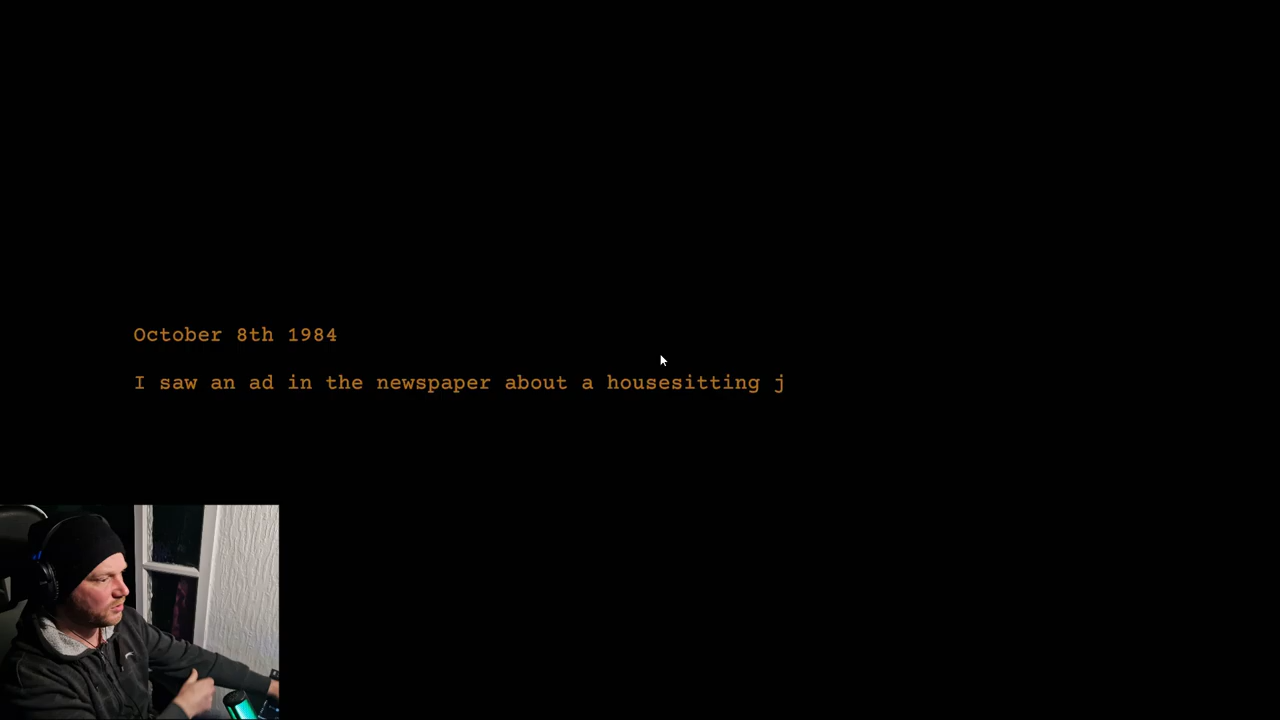 October 8th 1984
I saw an ad in the newspaper about a housesitting j